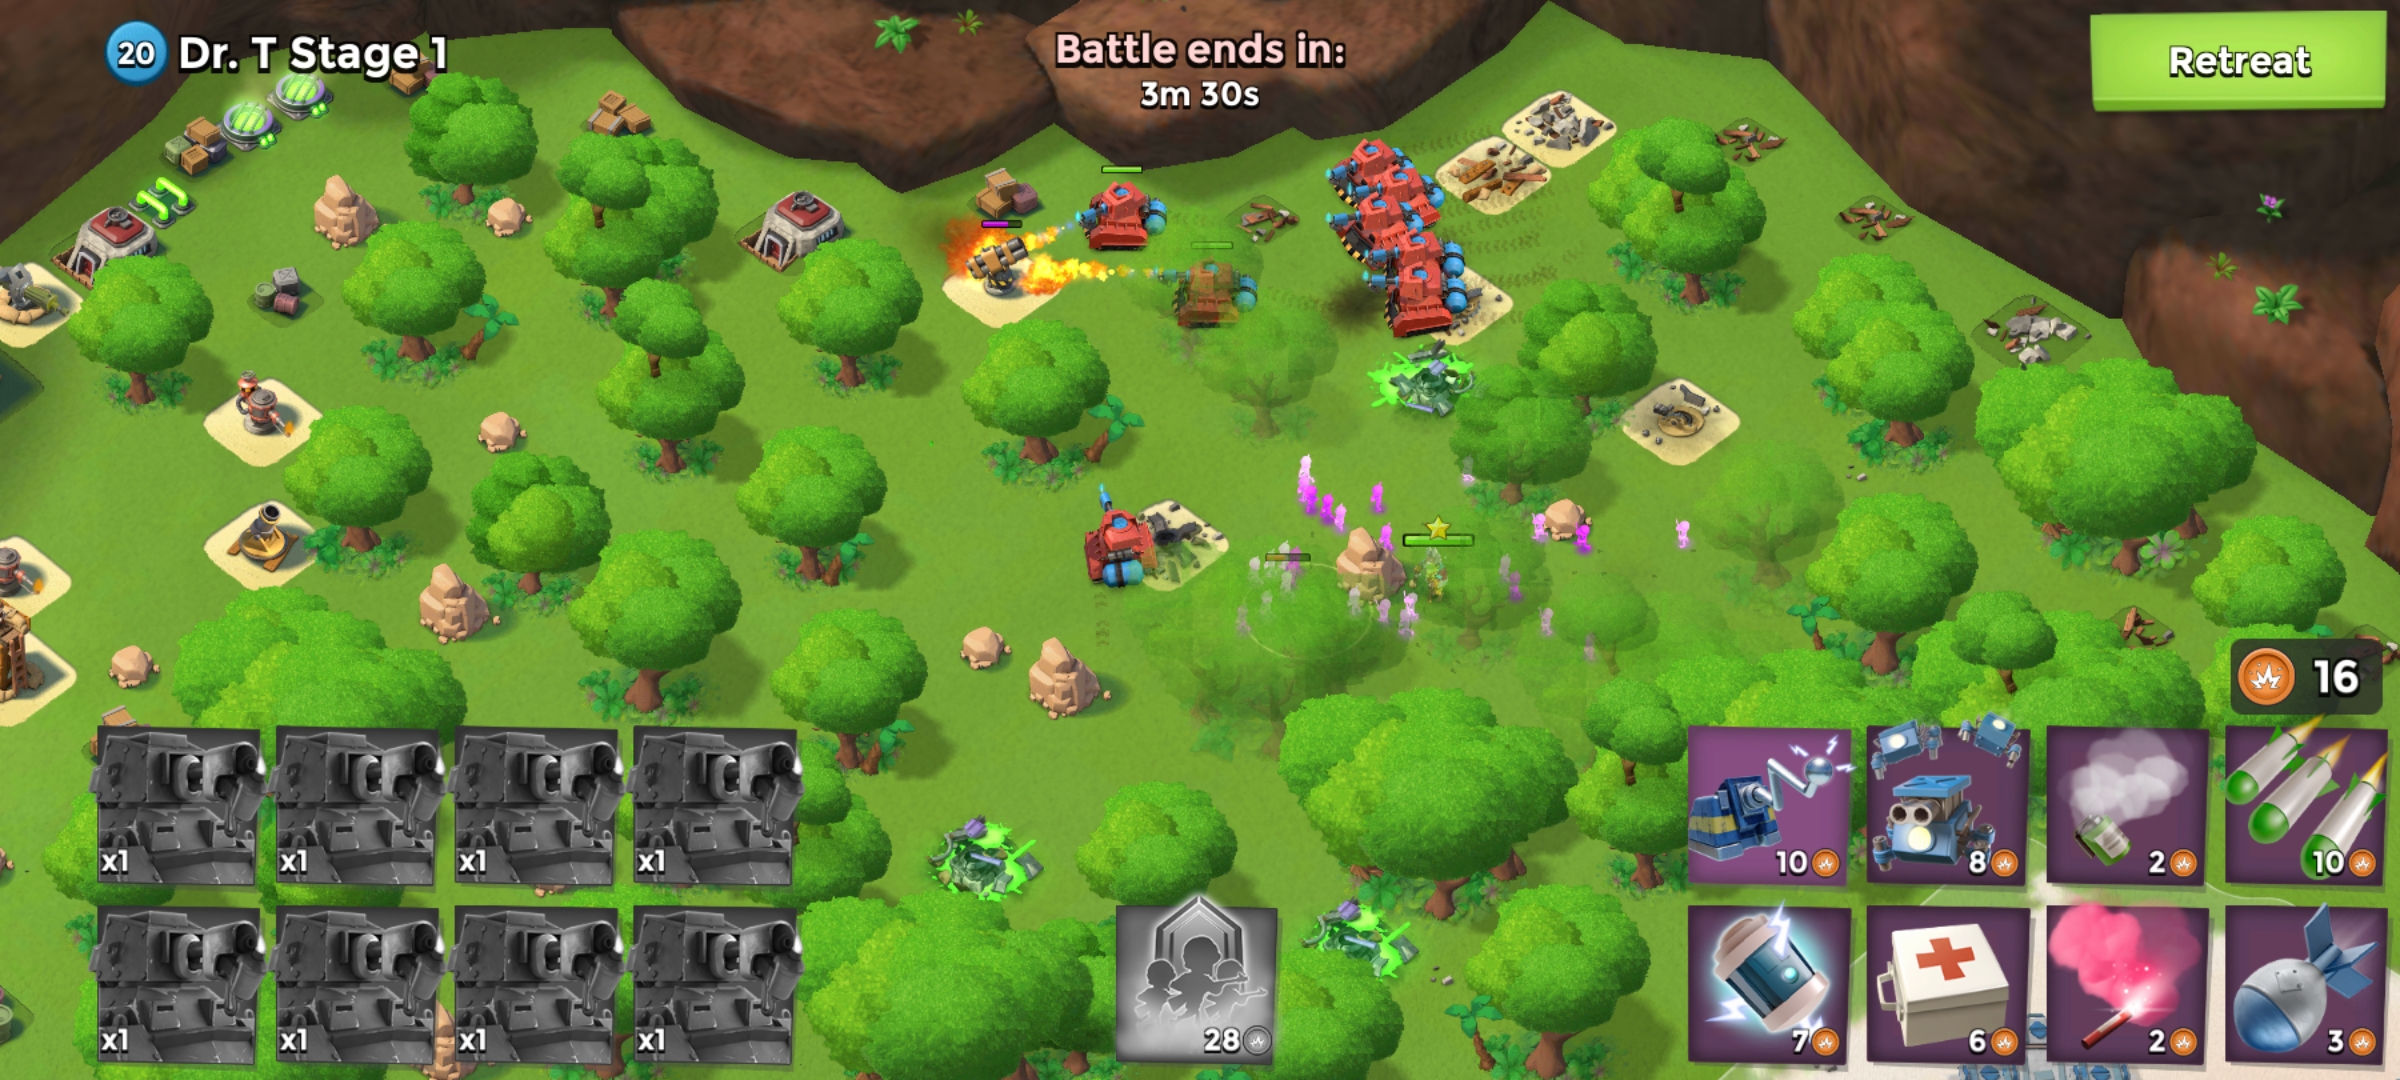 20 Dr. T Stage 1
Battle ends in:
3m 30s
Retreat
16
x1 x1 x1 x1
10 8 2 10
x1 x1 x1 x1
28
7 6 2 3